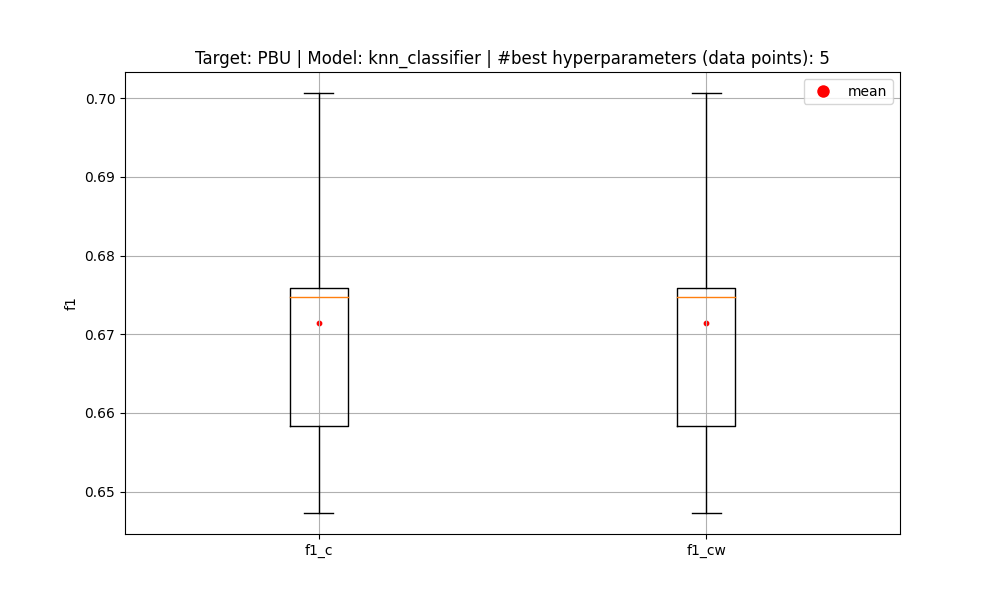 Target: PBU | Model: knn_classifier | #best hyperparameters (data points): 5
mean
0.70
0.69
0.68
0.67
0.66
0.65
f1
f1_c
f1_cw